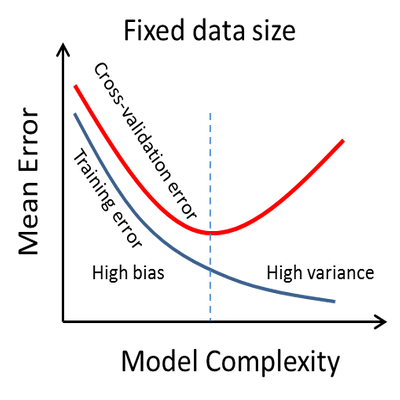 Fixed data size
Mean Error
Cross-validation error
Training error
High bias
High variance
Model Complexity